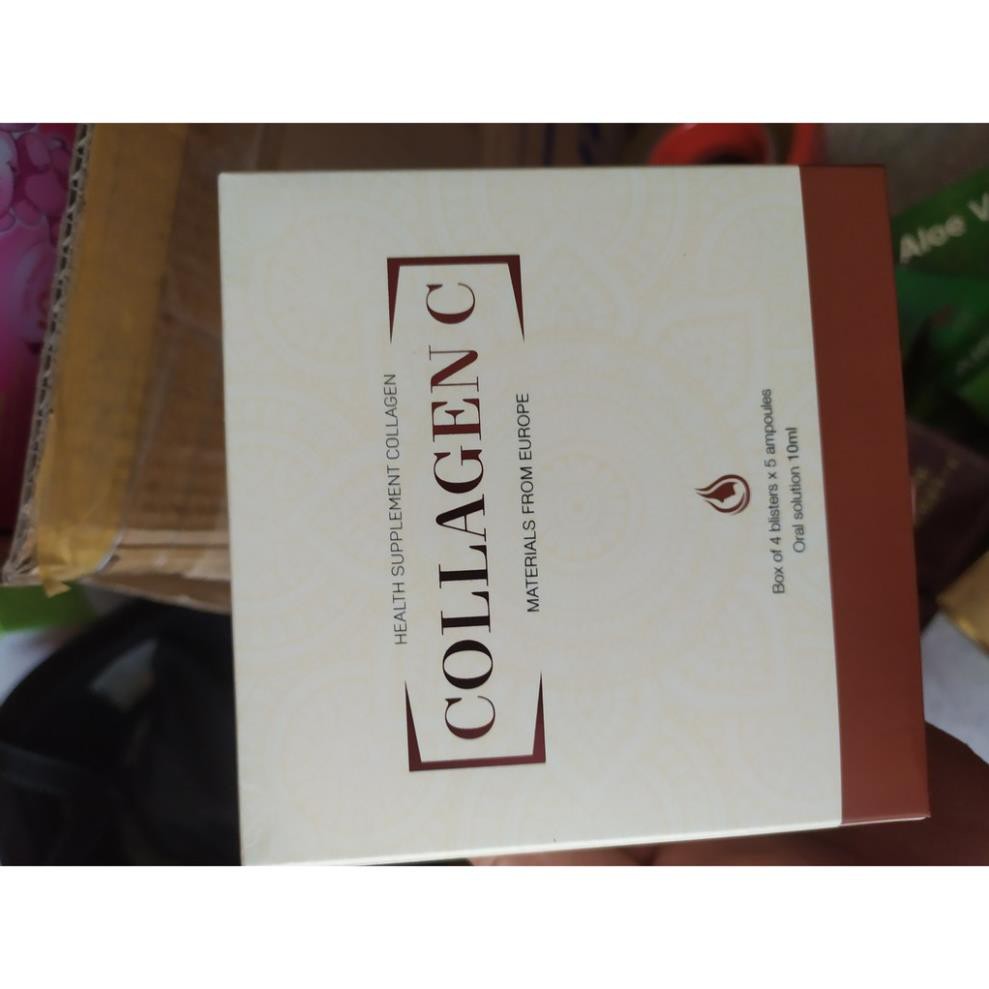 HEALTH SUPPLEMENT COLLAGEN
COLLAGEN C
MATERIALS FROM EUROPE
Box of 4 blisters x 5 ampoules
Oral solution 10ml
Aloe